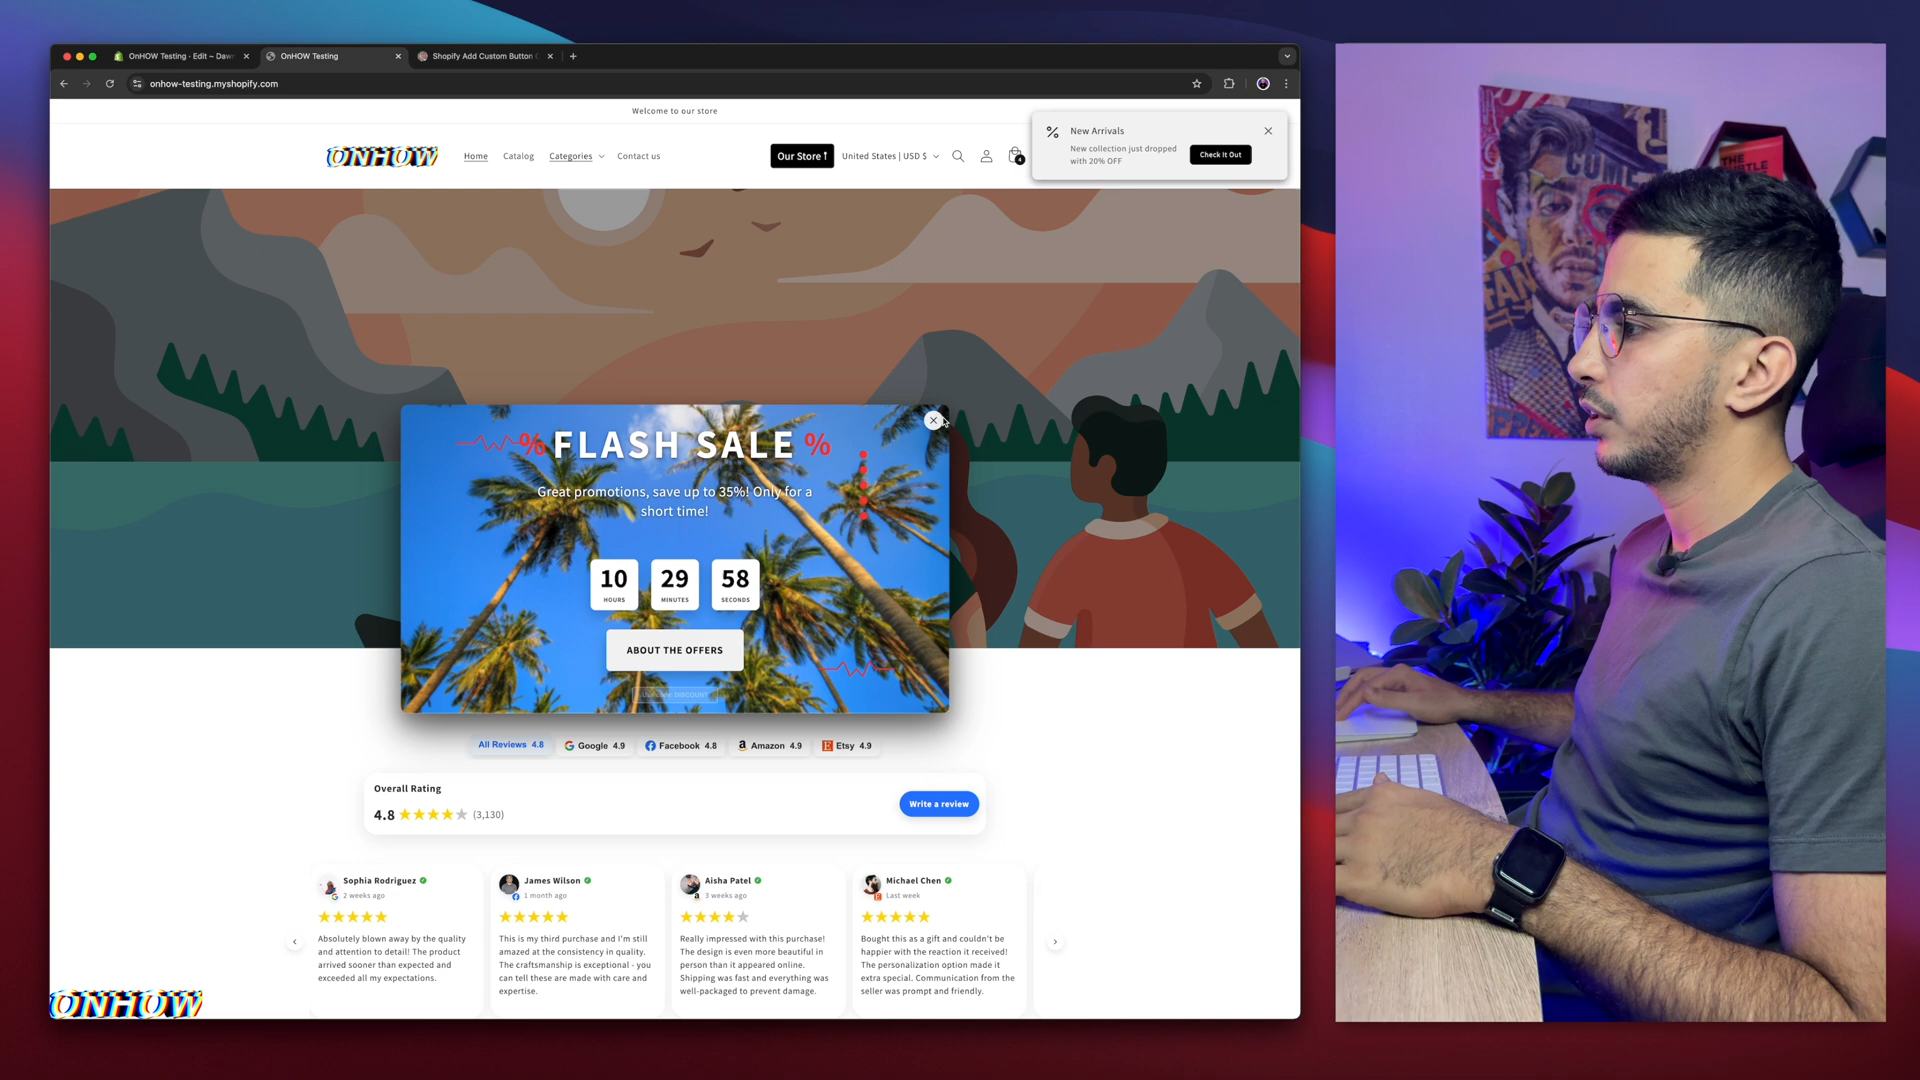 OnHOW Testing · Edit ~ Daw
OnHOW Testing
Shopify Add Custom Button
onhow-testing.myshopify.com
Welcome to our store
New Arrivals
New collection just dropped
with 20% OFF
Check It Out
ONHOW
Home
Catalog
Categories
Contact us
Our Store !
United States | USD $
4
% FLASH SALE %
Great promotions, save up to 35%! Only for a
short time!
10
HOURS
29
MINUTES
58
SECONDS
ABOUT THE OFFERS
DISCOUNT
All Reviews 4.8
Google 4.9
Facebook 4.8
Amazon 4.9
Etsy 4.9
Overall Rating
4.8
(3,130)
Write a review
Sophia Rodriguez
2 weeks ago
Absolutely blown away by the quality
and attention to detail! The product
arrived sooner than expected and
exceeded all my expectations.
James Wilson
1 month ago
This is my third purchase and I'm still
amazed at the consistency in quality.
The craftsmanship is exceptional - you
can tell these are made with care and
expertise.
Aisha Patel
3 weeks ago
Really impressed with this purchase!
The design is even more beautiful in
person than it appeared online.
Shipping was fast and everything was
well-packaged to prevent damage.
Michael Chen
Last week
Bought this as a gift and couldn't be
happier with the reaction it received!
The personalization option made it
extra special. Communication from the
seller was prompt and friendly.
ONHOW
COME
FAN
THE